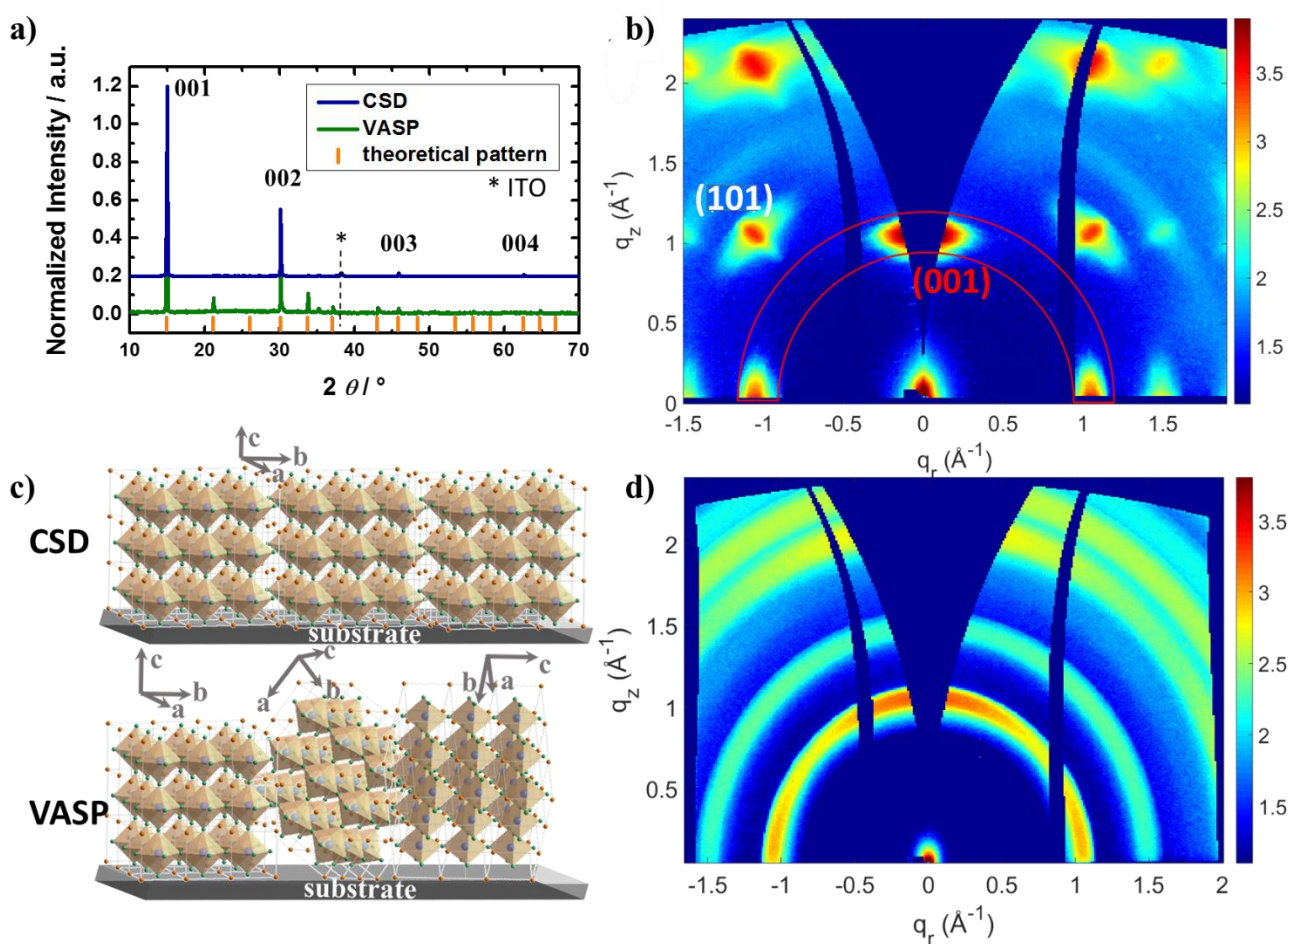 a)
Normalized Intensity / a.u.
1.2
1.0
0.8
0.6
0.4
0.2
0.0
001
002
003
004
CSD
VASP
theoretical pattern
* ITO
*
10 20 30 40 50 60 70
2 θ / °
b)
q_z (Å⁻¹)
2
1.5
1
0.5
0
(101)
(001)
-1.5 -1 -0.5 0 0.5 1 1.5
q_r (Å⁻¹)
3.5
3
2.5
2
1.5
c)
c
b
a
CSD
substrate
c
b
a
c
a
b
c
b
a
VASP
substrate
d)
q_z (Å⁻¹)
2
1.5
1
0.5
-1.5 -1 -0.5 0 0.5 1 1.5 2
q_r (Å⁻¹)
3.5
3
2.5
2
1.5